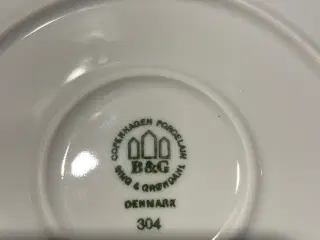 COPENHAGEN PORCELAIN
B&G
BING & GRØNDAHL
DENMARK
304